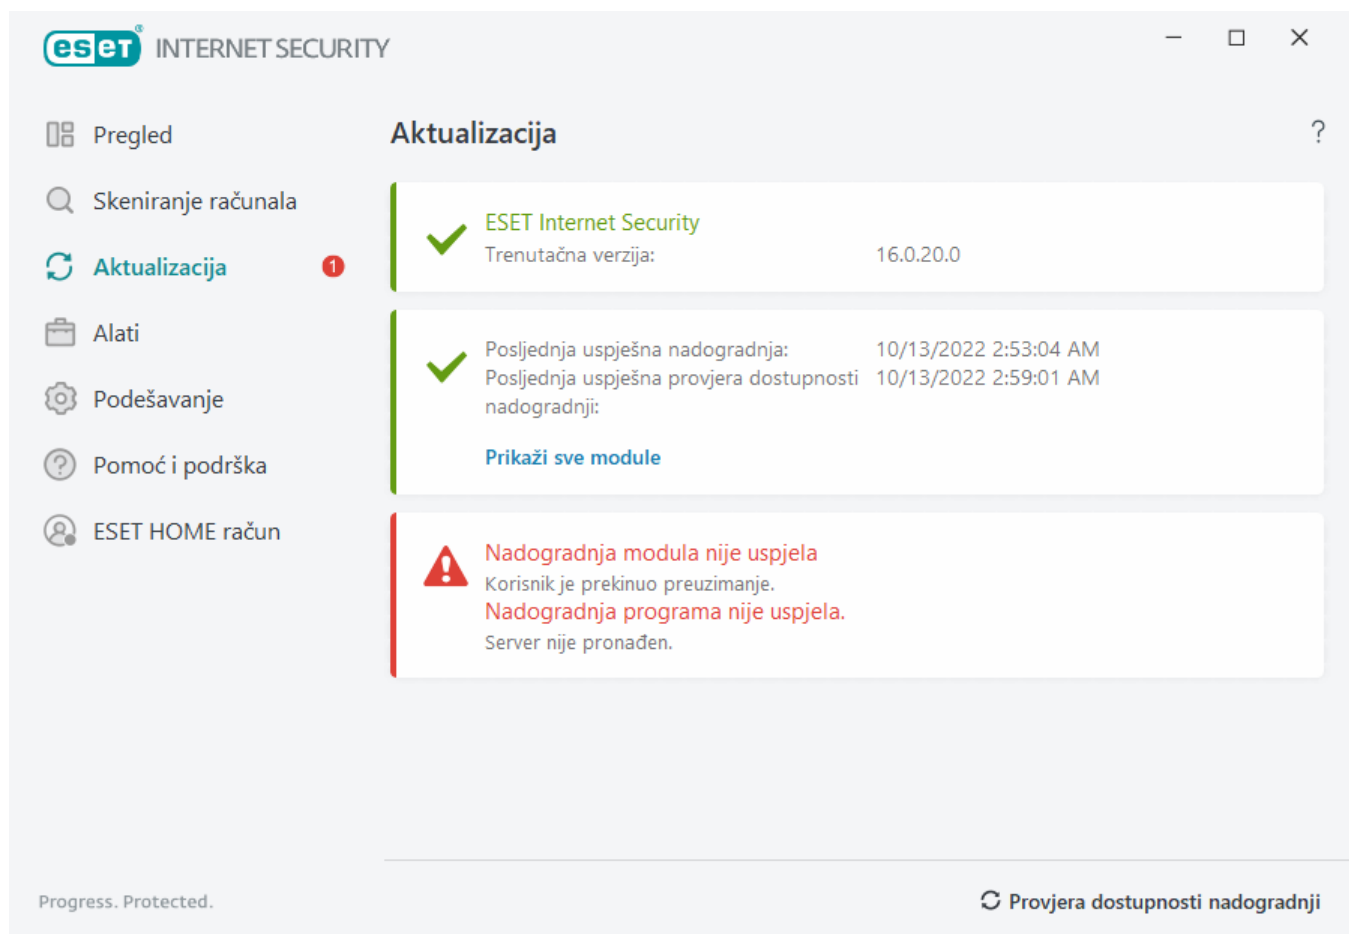 eset® INTERNET SECURITY
Pregled
Skeniranje računala
Aktualizacija 1
Alati
Podešavanje
Pomoć i podrška
ESET HOME račun
Aktualizacija ?
ESET Internet Security
Trenutačna verzija: 16.0.20.0
Posljednja uspješna nadogradnja: 10/13/2022 2:53:04 AM
Posljednja uspješna provjera dostupnosti 10/13/2022 2:59:01 AM
nadogradnji:
Prikaži sve module
Nadogradnja modula nije uspjela
Korisnik je prekinuo preuzimanje.
Nadogradnja programa nije uspjela.
Server nije pronađen.
Progress. Protected.
Provjera dostupnosti nadogradnji